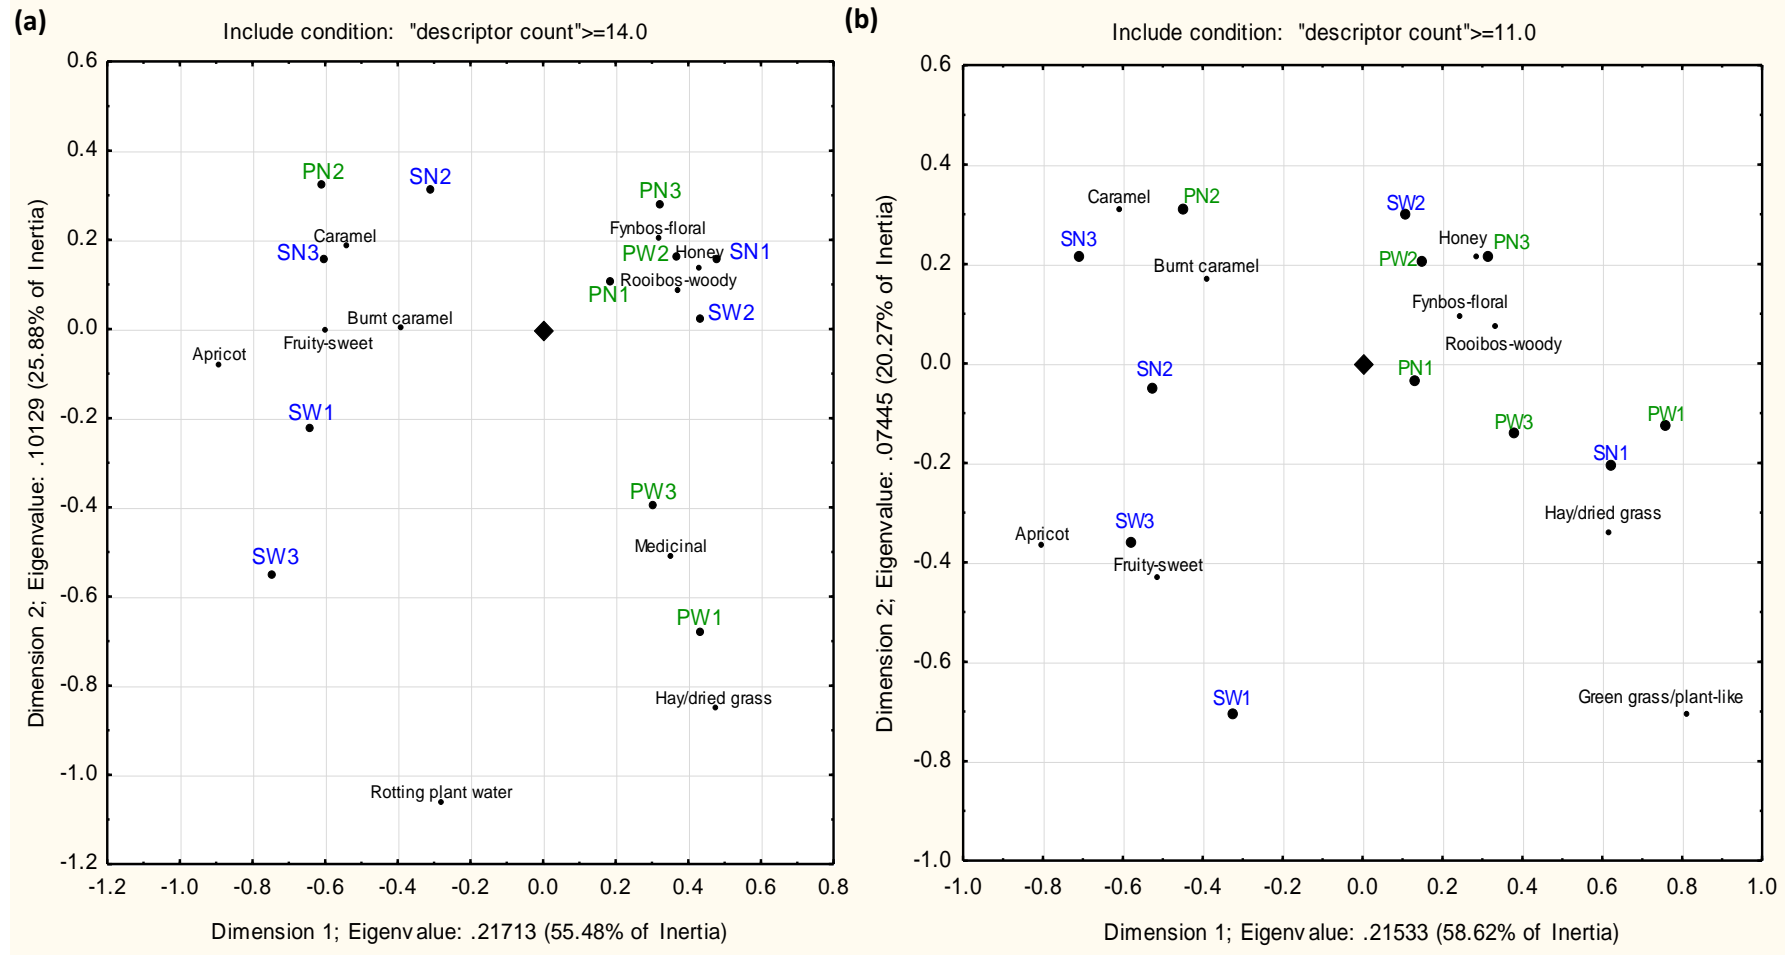 (a)
Include condition: "descriptor count">=14.0
0.6
0.4
0.2
0.0
-0.2
-0.4
-0.6
-0.8
-1.0
-1.2
Dimension 2; Eigenvalue: .10129 (25.88% of Inertia)
PN2
SN2
PN3
Fynbos-floral
Caramel
SN3
PW2
Honey
SN1
Rooibos-woody
PN1
SW2
Burnt caramel
Fruity-sweet
Apricot
SW1
PW3
Medicinal
SW3
PW1
Hay/dried grass
Rotting plant water
-1.2 -1.0 -0.8 -0.6 -0.4 -0.2 0.0 0.2 0.4 0.6 0.8
Dimension 1; Eigenvalue: .21713 (55.48% of Inertia)
(b)
Include condition: "descriptor count">=11.0
0.6
0.4
0.2
0.0
-0.2
-0.4
-0.6
-0.8
-1.0
Dimension 2; Eigenvalue: .07445 (20.27% of Inertia)
Caramel
PN2
SW2
SN3
Honey
PN3
Burnt caramel
PW2
Fynbos-floral
Rooibos-woody
SN2
PN1
PW3
PW1
SN1
Hay/dried grass
SW3
Apricot
Fruity-sweet
SW1
Green grass/plant-like
-1.0 -0.8 -0.6 -0.4 -0.2 0.0 0.2 0.4 0.6 0.8 1.0
Dimension 1; Eigenvalue: .21533 (58.62% of Inertia)